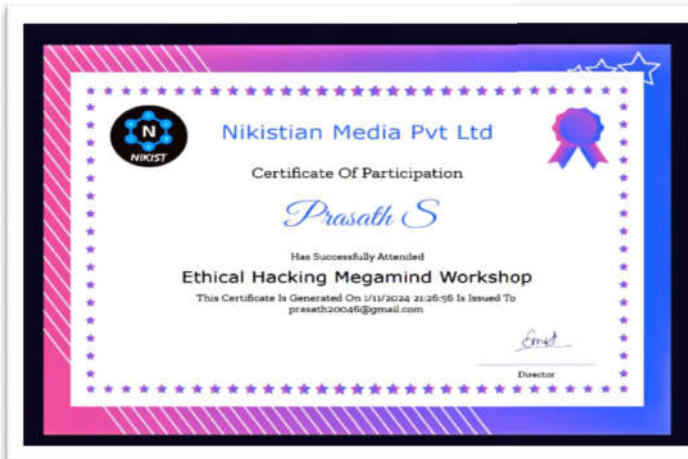 N
NIKIST
Nikistian Media Pvt Ltd
Certificate Of Participation
Prasath S
Has Successfully Attended
Ethical Hacking Megamind Workshop
This Certificate Is Generated On 1/11/2024 21:26:56 Is Issued To
prasath20046@gmail.com
Director